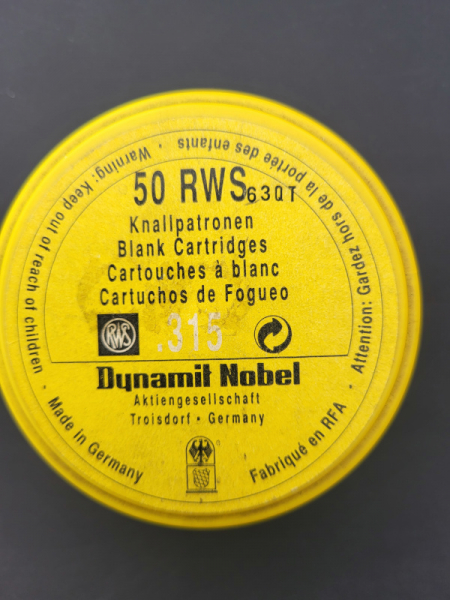 50 RWS 63QT
Knallpatronen
Blank Cartridges
Cartouches à blanc
Cartuchos de Fogueo
RWS
.315
Dynamit Nobel
Aktiengesellschaft
Troisdorf • Germany
• Warning: Keep out of reach of children • Made in Germany
Fabriqué en RFA • Attention: Gardez hors de la portée des enfants